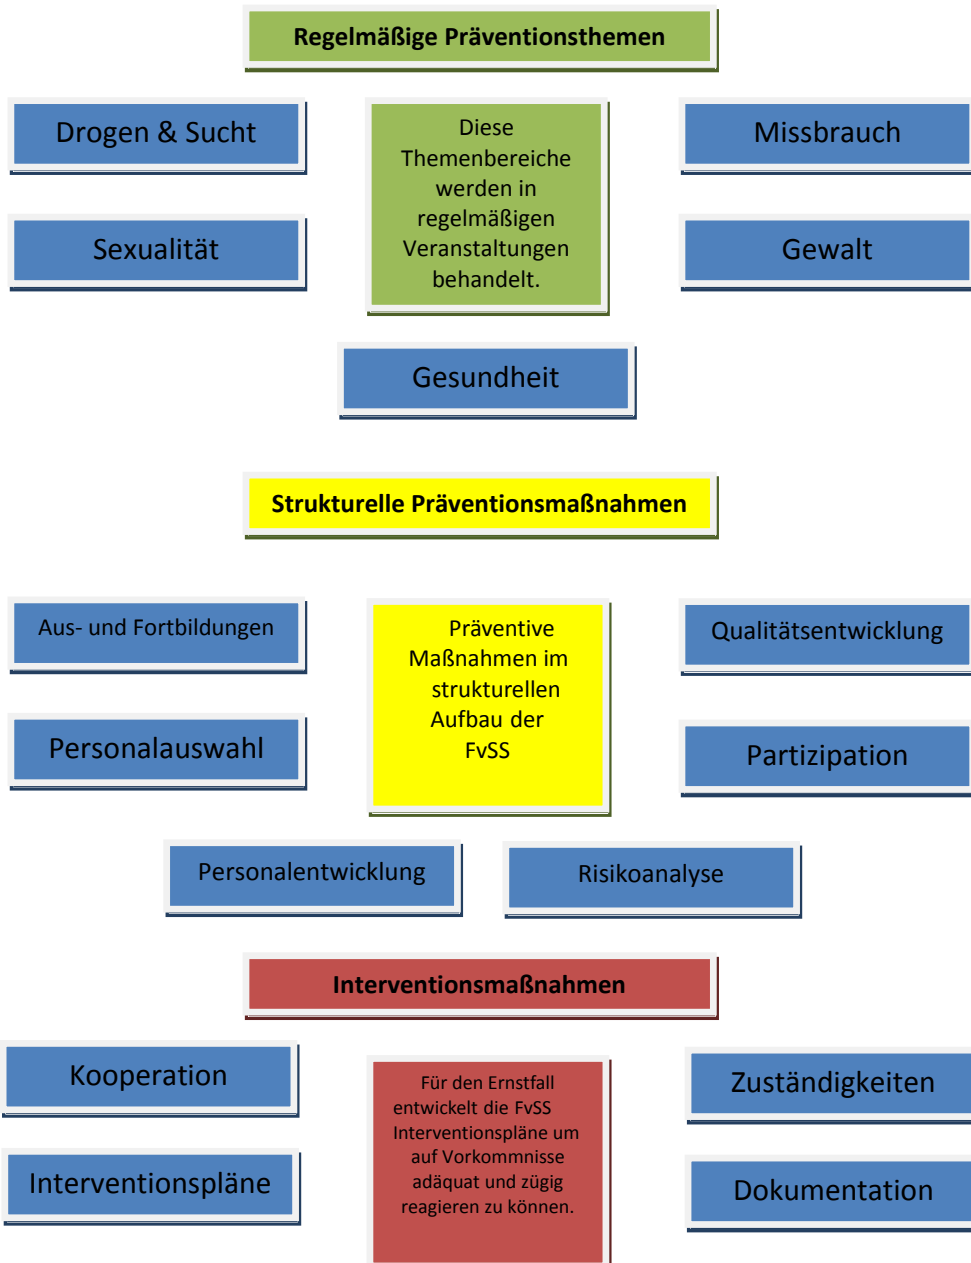 Regelmäßige Präventionsthemen
Drogen & Sucht
Diese
Themenbereiche
werden in
regelmäßigen
Veranstaltungen
behandelt.
Missbrauch
Sexualität
Gewalt
Gesundheit
Strukturelle Präventionsmaßnahmen
Aus- und Fortbildungen
Präventive
Maßnahmen im
strukturellen
Aufbau der
FvSS
Qualitätsentwicklung
Personalauswahl
Partizipation
Personalentwicklung
Risikoanalyse
Interventionsmaßnahmen
Kooperation
Für den Ernstfall
entwickelt die FvSS
Interventionspläne um
auf Vorkommnisse
adäquat und zügig
reagieren zu können.
Zuständigkeiten
Interventionspläne
Dokumentation